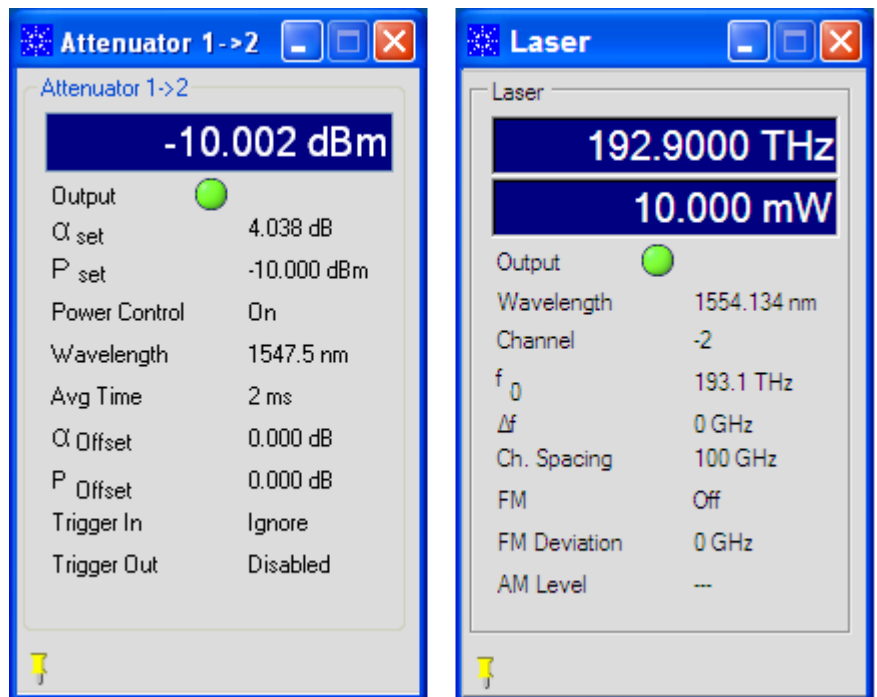 Attenuator 1->2
Attenuator 1->2
-10.002 dBm
Output
α set 4.038 dB
P set -10.000 dBm
Power Control On
Wavelength 1547.5 nm
Avg Time 2 ms
α Offset 0.000 dB
P Offset 0.000 dB
Trigger In Ignore
Trigger Out Disabled
Laser
Laser
192.9000 THz
10.000 mW
Output
Wavelength 1554.134 nm
Channel -2
f 0 193.1 THz
Δf 0 GHz
Ch. Spacing 100 GHz
FM Off
FM Deviation 0 GHz
AM Level ---